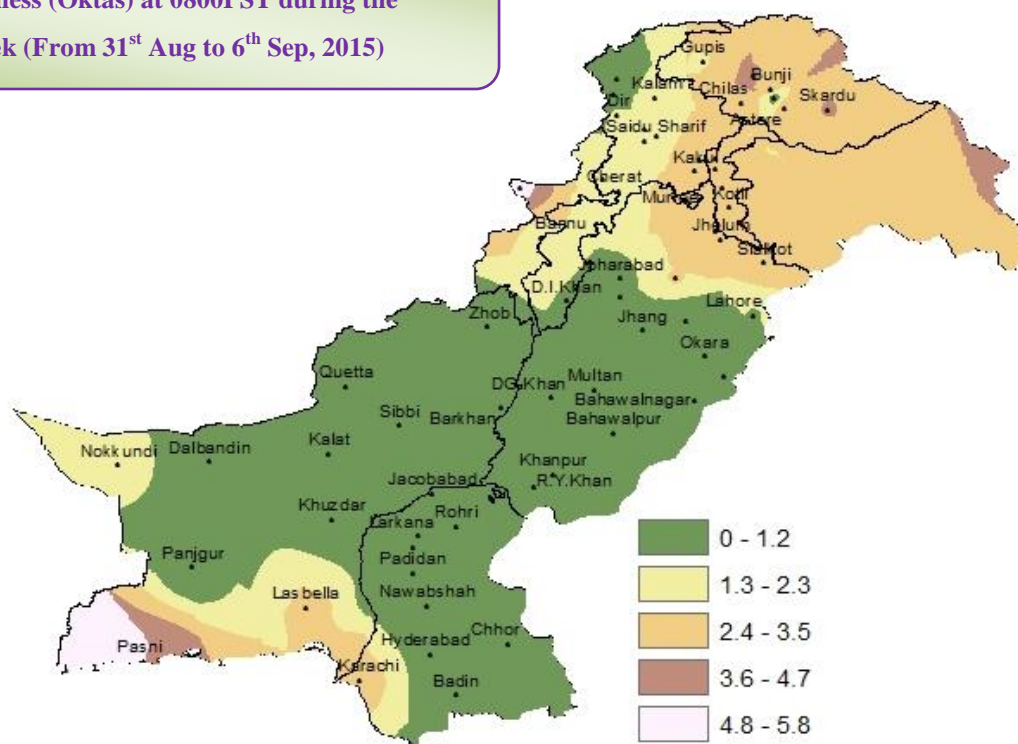 ness (Oktas) at 0800PST during the
ek (From 31st Aug to 6th Sep, 2015)
Gupis
Bunji
Kalam
Chilas
Skardu
Dir
Astore
Saidu Sharif
Kakul
Cherat
Kotli
Bannu
Jhelum
Sialkot
Joharabad
D.I.Khan
Lahore
Zhob
Jhang
Okara
Quetta
DG.Khan
Multan
Bahawalnagar
Sibbi
Barkhan
Bahawalpur
Kalat
Nokkundi
Dalbandin
Khanpur
Jacobabad
R.Y.Khan
Khuzdar
Rohri
Larkana
0 - 1.2
Panjgur
Padidan
1.3 - 2.3
Lasbella
Nawabshah
2.4 - 3.5
Chhor
Pasni
Hyderabad
Karachi
3.6 - 4.7
Badin
4.8 - 5.8